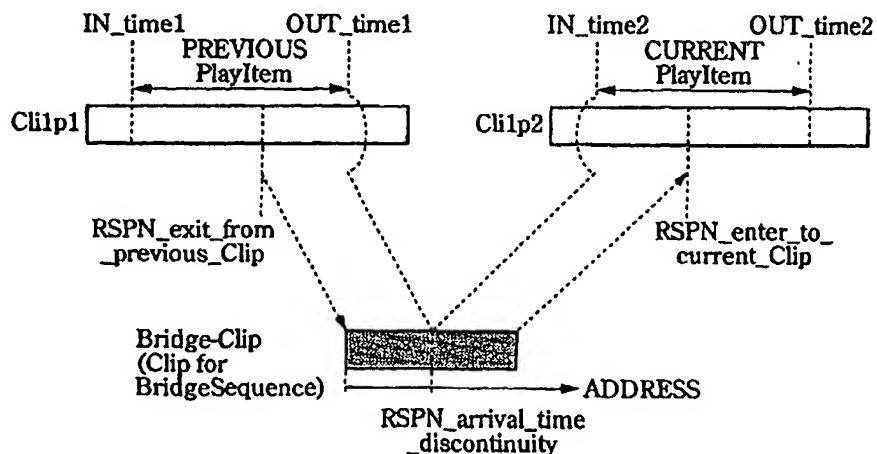 IN_time1
OUT_time1
IN_time2
OUT_time2
PREVIOUS
PlayItem
CURRENT
PlayItem
Cli1p1
Cli1p2
RSPN_exit_from
_previous_Clip
RSPN_enter_to_
current_Clip
Bridge-Clip
(Clip for
BridgeSequence)
ADDRESS
RSPN_arrival_time
_discontinuity